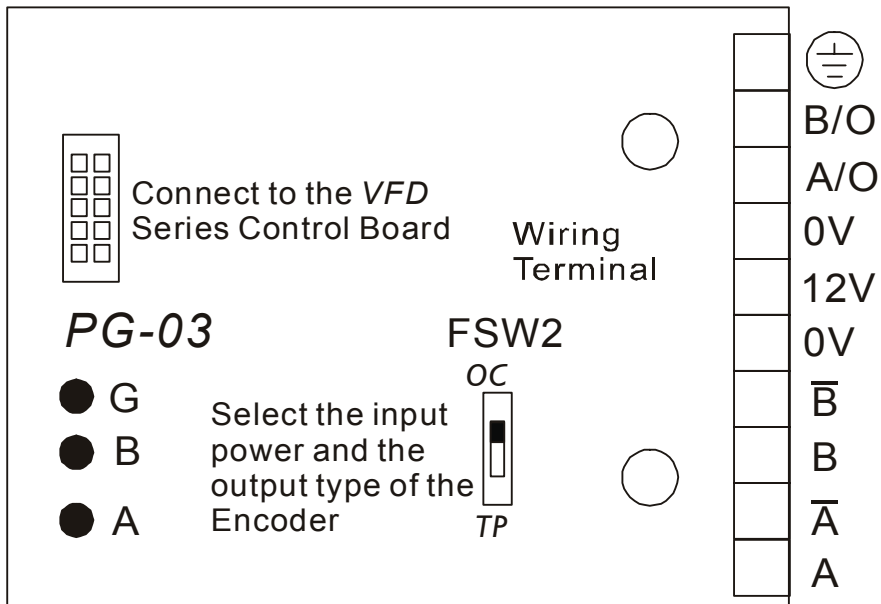 B/O
Connect to the VFD
Series Control Board
A/O
Wiring
Terminal
0V
12V
PG-03
FSW2
0V
OC
G
Select the input
power and the
output type of the
Encoder
B̅
B
B
A̅
A
TP
A